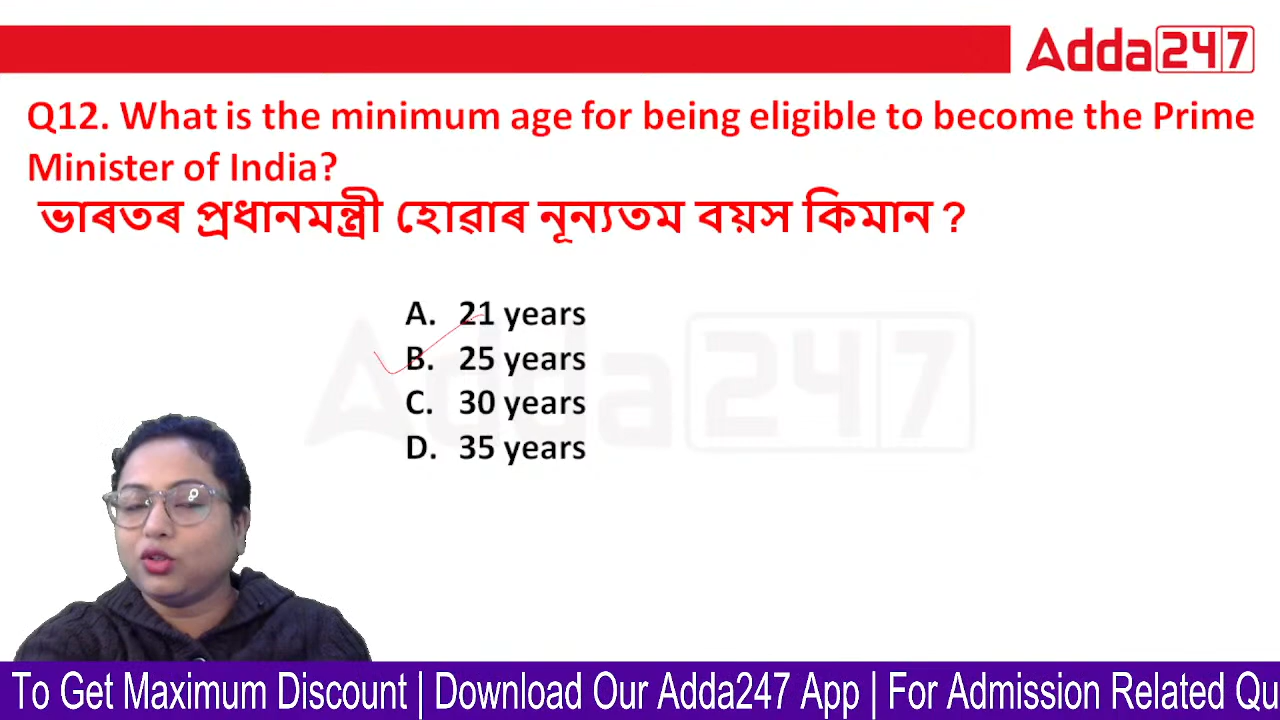 Adda247
Q12. What is the minimum age for being eligible to become the Prime
Minister of India?
ভাৰতৰ প্ৰধানমন্ত্ৰী হোৱাৰ নূন্যতম বয়স কিমান ?
A. 21 years
B. 25 years
C. 30 years
D. 35 years
Adda247
To Get Maximum Discount | Download Our Adda247 App | For Admission Related Qu